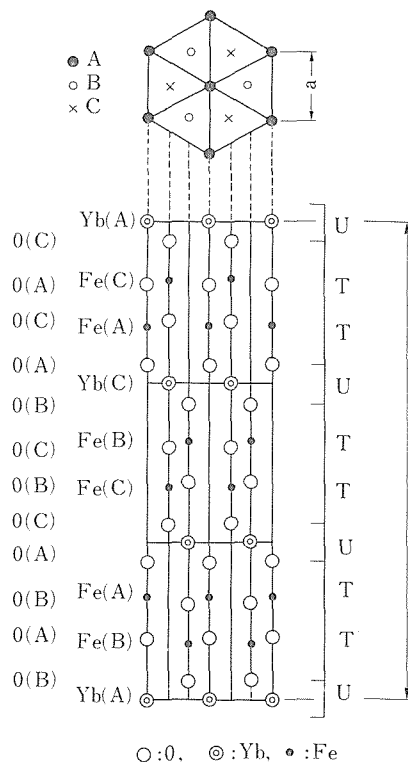 A
B
C
a
Yb(A) U
0(C)
0(A) Fe(C) T
0(C) Fe(A) T
0(A)
Yb(C) U
0(B)
0(C) Fe(B) T
0(B) Fe(C) T
0(C)
0(A) U
0(B) Fe(A) T
0(A) Fe(B) T
0(B)
Yb(A) U
:0, :Yb, :Fe